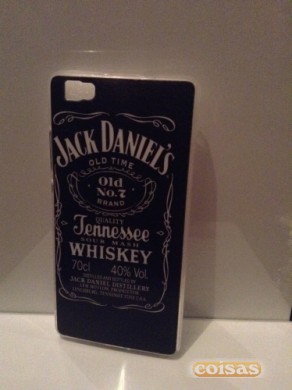 JACK DANIEL'S
OLD TIME
Old
No.7
BRAND
QUALITY
Tennessee
SOUR MASH
WHISKEY
70cl 40% Vol.
JACK DANIEL DISTILLERY
coisas